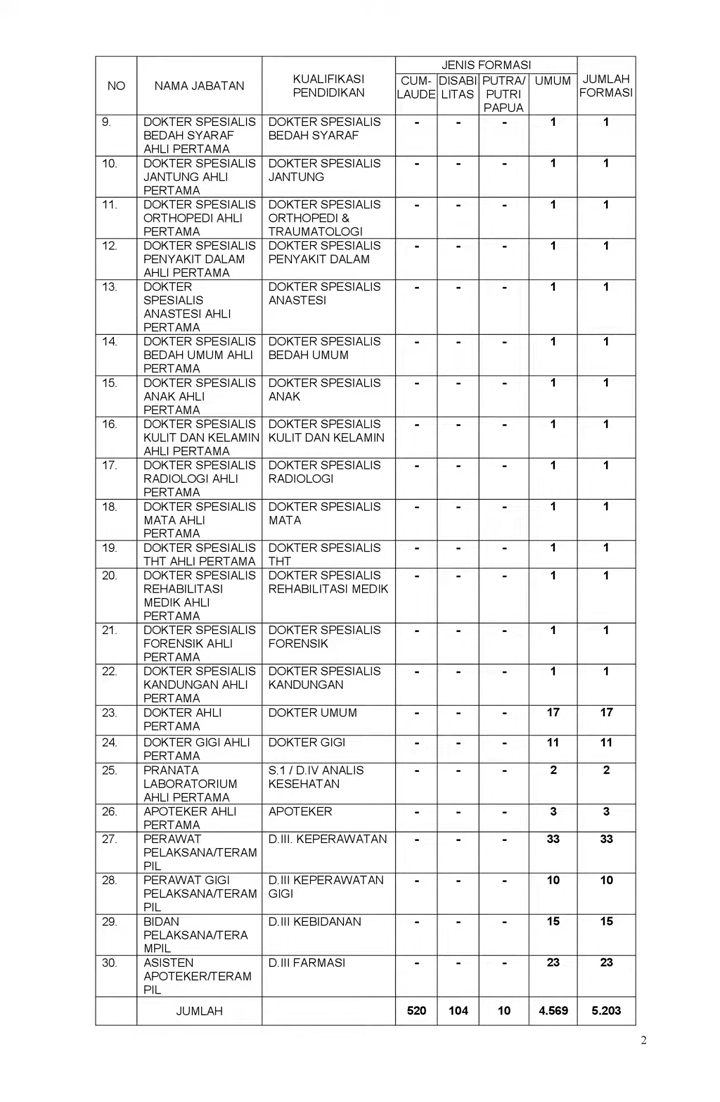 NO NAMA JABATAN KUALIFIKASI PENDIDIKAN JENIS FORMASI JUMLAH FORMASI
CUM-LAUDE DISABILITAS PUTRA/PUTRI PAPUA UMUM
9. DOKTER SPESIALIS DOKTER SPESIALIS - - - 1 1
BEDAH SYARAF BEDAH SYARAF
AHLI PERTAMA
10. DOKTER SPESIALIS DOKTER SPESIALIS - - - 1 1
JANTUNG AHLI JANTUNG
PERTAMA
11. DOKTER SPESIALIS DOKTER SPESIALIS - - - 1 1
ORTHOPEDI AHLI ORTHOPEDI &
PERTAMA TRAUMATOLOGI
12. DOKTER SPESIALIS DOKTER SPESIALIS - - - 1 1
PENYAKIT DALAM PENYAKIT DALAM
AHLI PERTAMA
13. DOKTER DOKTER SPESIALIS - - - 1 1
SPESIALIS ANASTESI
ANASTESI AHLI
PERTAMA
14. DOKTER SPESIALIS DOKTER SPESIALIS - - - 1 1
BEDAH UMUM AHLI BEDAH UMUM
PERTAMA
15. DOKTER SPESIALIS DOKTER SPESIALIS - - - 1 1
ANAK AHLI ANAK
PERTAMA
16. DOKTER SPESIALIS DOKTER SPESIALIS - - - 1 1
KULIT DAN KELAMIN KULIT DAN KELAMIN
AHLI PERTAMA
17. DOKTER SPESIALIS DOKTER SPESIALIS - - - 1 1
RADIOLOGI AHLI RADIOLOGI
PERTAMA
18. DOKTER SPESIALIS DOKTER SPESIALIS - - - 1 1
MATA AHLI MATA
PERTAMA
19. DOKTER SPESIALIS DOKTER SPESIALIS - - - 1 1
THT AHLI PERTAMA THT
20. DOKTER SPESIALIS DOKTER SPESIALIS - - - 1 1
REHABILITASI REHABILITASI MEDIK
MEDIK AHLI
PERTAMA
21. DOKTER SPESIALIS DOKTER SPESIALIS - - - 1 1
FORENSIK AHLI FORENSIK
PERTAMA
22. DOKTER SPESIALIS DOKTER SPESIALIS - - - 1 1
KANDUNGAN AHLI KANDUNGAN
PERTAMA
23. DOKTER AHLI DOKTER UMUM - - - 17 17
PERTAMA
24. DOKTER GIGI AHLI DOKTER GIGI - - - 11 11
PERTAMA
25. PRANATA S.1 / D.IV ANALIS - - - 2 2
LABORATORIUM KESEHATAN
AHLI PERTAMA
26. APOTEKER AHLI APOTEKER - - - 3 3
PERTAMA
27. PERAWAT D.III. KEPERAWATAN - - - 33 33
PELAKSANA/TERAM
PIL
28. PERAWAT GIGI D.III KEPERAWATAN - - - 10 10
PELAKSANA/TERAM GIGI
PIL
29. BIDAN D.III KEBIDANAN - - - 15 15
PELAKSANA/TERA
MPIL
30. ASISTEN D.III FARMASI - - - 23 23
APOTEKER/TERAM
PIL
JUMLAH 520 104 10 4.569 5.203
2